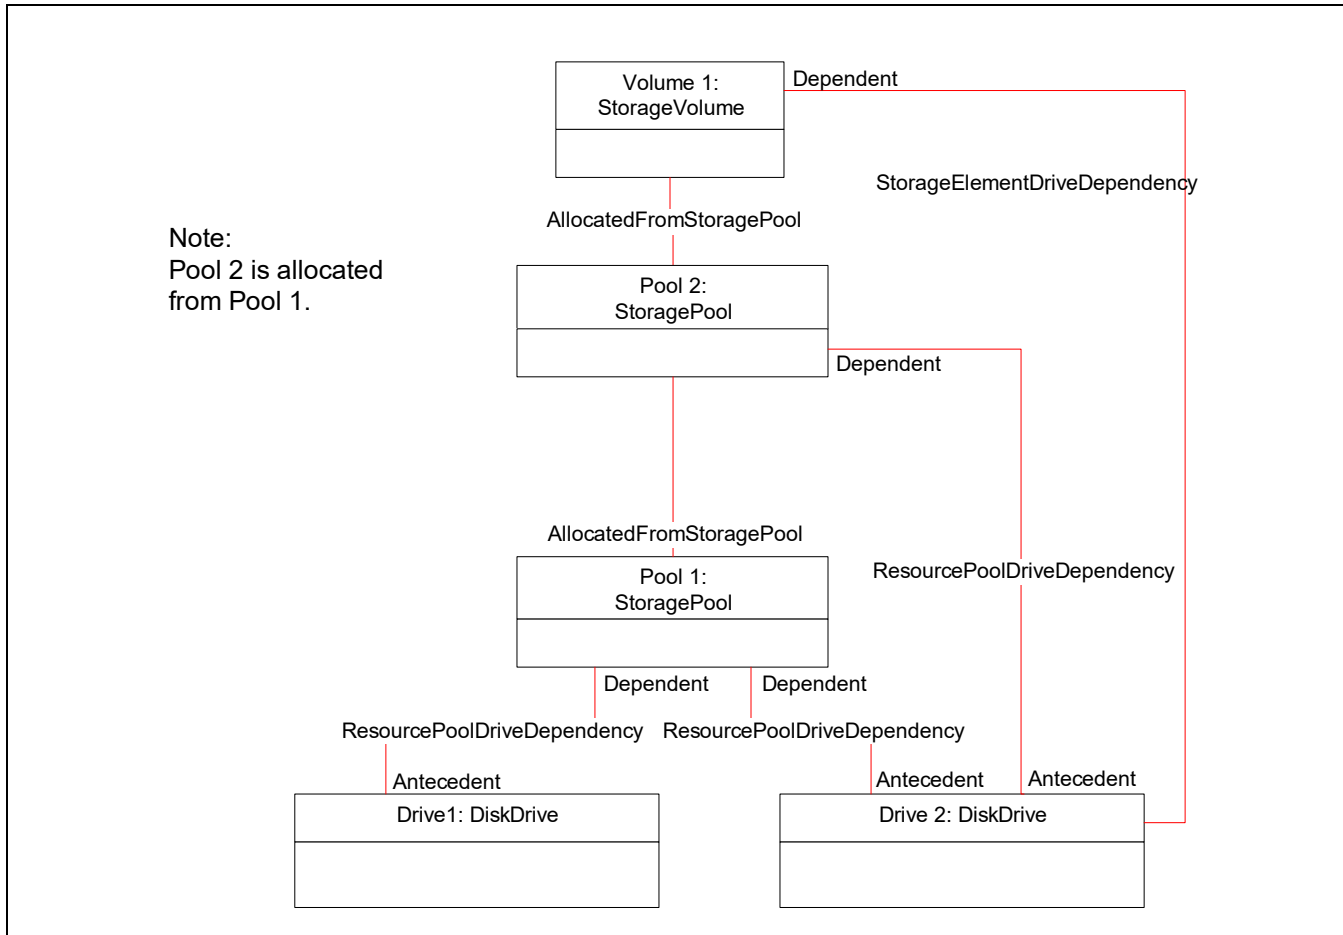 Volume 1:
StorageVolume
Dependent
StorageElementDriveDependency
AllocatedFromStoragePool
Note:
Pool 2 is allocated
from Pool 1.
Pool 2:
StoragePool
Dependent
AllocatedFromStoragePool
ResourcePoolDriveDependency
Pool 1:
StoragePool
Dependent
Dependent
ResourcePoolDriveDependency
ResourcePoolDriveDependency
Antecedent
Antecedent
Antecedent
Drive1: DiskDrive
Drive 2: DiskDrive